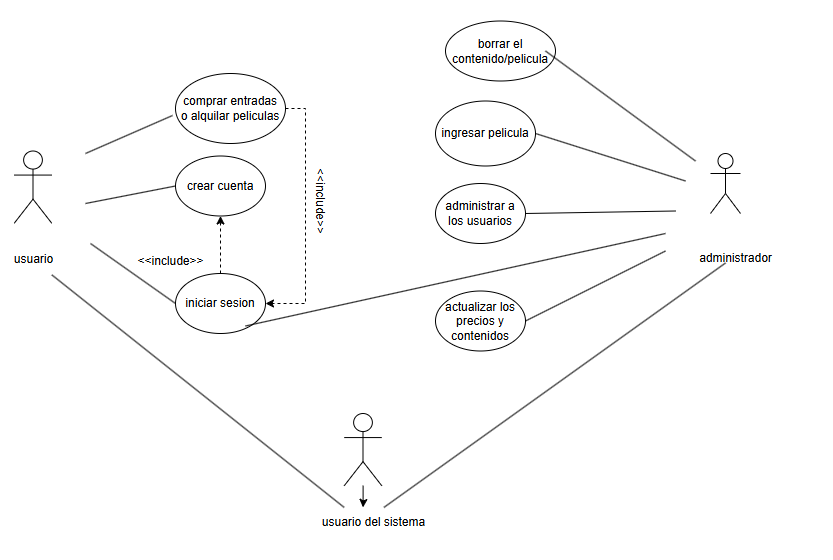 borrar el
contenido/pelicula
comprar entradas
o alquilar peliculas
ingresar pelicula
crear cuenta
<<include>>
administrar a
los usuarios
usuario
<<include>>
administrador
iniciar sesion
actualizar los
precios y
contenidos
usuario del sistema